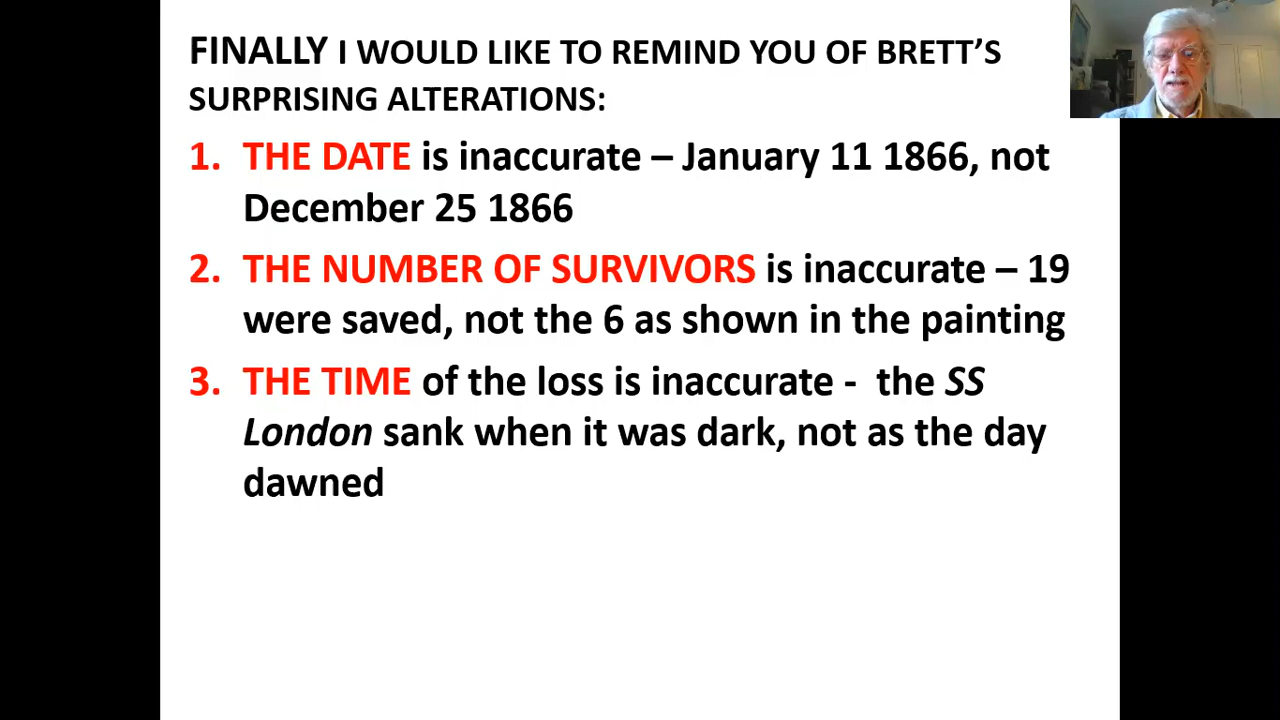 FINALLY I WOULD LIKE TO REMIND YOU OF BRETT’S
SURPRISING ALTERATIONS:
1. THE DATE is inaccurate – January 11 1866, not
December 25 1866
2. THE NUMBER OF SURVIVORS is inaccurate – 19
were saved, not the 6 as shown in the painting
3. THE TIME of the loss is inaccurate -  the SS
London sank when it was dark, not as the day
dawned